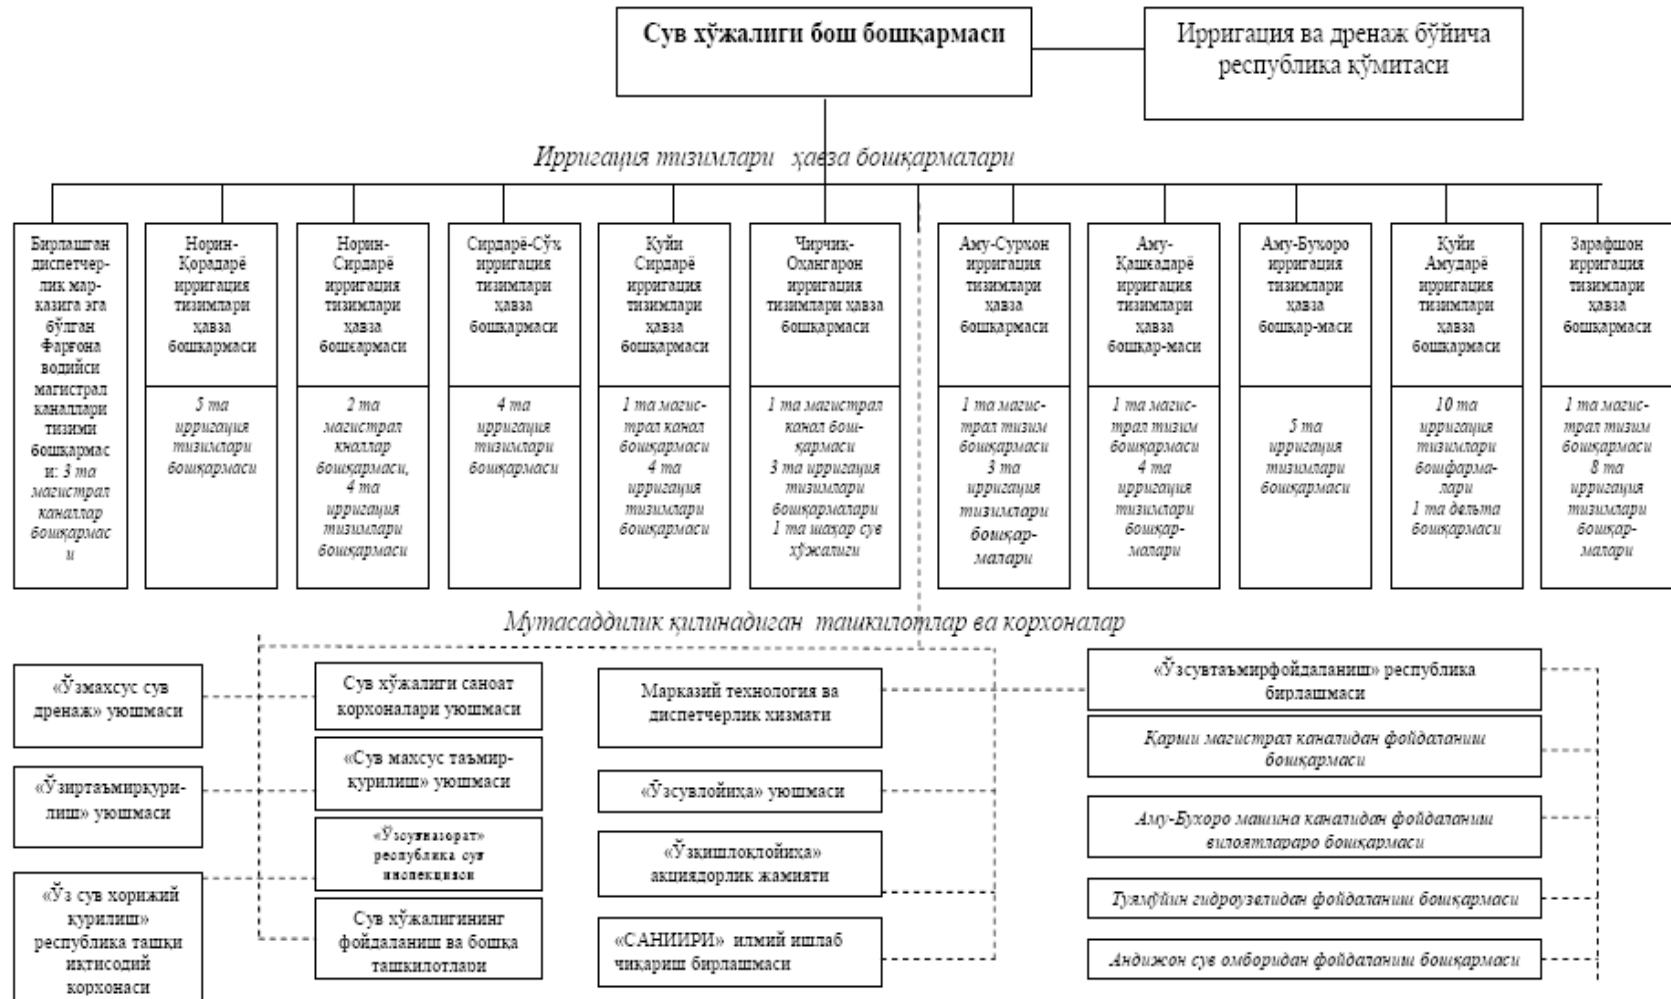 Сув хўжалиги бош бошқармаси
Ирригация ва дренаж бўйича
республика қўмитаси
Ирригация тизимлари ҳавза бошқармалари
Бирлашган
диспетчер-
лик мар-
казига эга
бўлган
Фарғона
водийси
магистрал
каналлари
тизими
бошқармас
и: 3 та
магистрал
каналлар
бошқармас
и
Норин-
Қорадарё
ирригация
тизимлари
ҳавза
бошқармаси
5 та
ирригация
тизимлари
бошқармаси
Норин-
Сирдарё
ирригация
тизимлари
ҳавза
бошєармаси
2 та
магистрал
кналлар
бошқармаси,
4 та
ирригация
тизимлари
бошқармаси
Сирдарё-Сўх
ирригация
тизимлари
ҳавза
бошқармаси
4 та
ирригация
тизимлари
бошқармаси
Қуйи
Сирдарё
ирригация
тизимлари
ҳавза
бошқармаси
1 та магис-
трал канал
бошқармаси
4 та
ирригация
тизимлари
бошқармаси
Чирчиқ-
Оҳангарон
ирригация
тизимлари ҳавза
бошқармаси
1 та магистрал
канал бош-
қармаси
3 та ирригация
тизимлари
бошқармалари
1 та шаҳар сув
хўжалиги
Аму-Сурхон
ирригация
тизимлари
ҳавза
бошқармаси
1 та магис-
трал тизим
бошқармаси
3 та
ирригация
тизимлари
бошқар-
малари
Аму-
Қашєадарё
ирригация
тизимлари
ҳавза
бошқар-маси
1 та магис-
трал тизим
бошқармаси
4 та
ирригация
тизимлари
бошқар-
малари
Аму-Бухоро
ирригация
тизимлари
ҳавза
бошқар-маси
5 та
ирригация
тизимлари
бошқармаси
Қуйи
Амударё
ирригация
тизимлари
ҳавза
бошқармаси
10 та
ирригация
тизимлари
бошфарма-
лари
1 та дельта
бошқармаси
Зарафшон
ирригация
тизимлари
ҳавза
бошқармаси
1 та магис-
трал тизим
бошқармаси
8 та
ирригация
тизимлари
бошқар-
малари
Мутасаддилик қилинадиган ташкилотлар ва корхоналар
«Ўзмахсус сув
дренаж» уюшмаси
«Ўзиртаъмирқури-
лиш» уюшмаси
«Ўз сув хорижий
қурилиш»
республика ташқи
иқтисодий
корхонаси
Сув хўжалиги саноат
корхоналари уюшмаси
«Сув махсус таъмир-
қурилиш» уюшмаси
«Ўзсувназорат»
республика сув
инспекцияси
Сув хўжалигининг
фойдаланиш ва бошқа
ташкилотлари
Марказий технология ва
диспетчерлик хизмати
«Ўзсувлойиҳа» уюшмаси
«Ўзқишлоқлойиҳа»
акциядорлик жамияти
«САНИИРИ» илмий ишлаб
чиқариш бирлашмаси
«Ўзсувтаъмирфойдаланиш» республика
бирлашмаси
Қарши магистрал каналидан фойдаланиш
бошқармаси
Аму-Бухоро машина каналидан фойдаланиш
вилоятлараро бошқармаси
Туямўйин гидроузелидан фойдаланиш бошқармаси
Андижон сув омборидан фойдаланиш бошқармаси